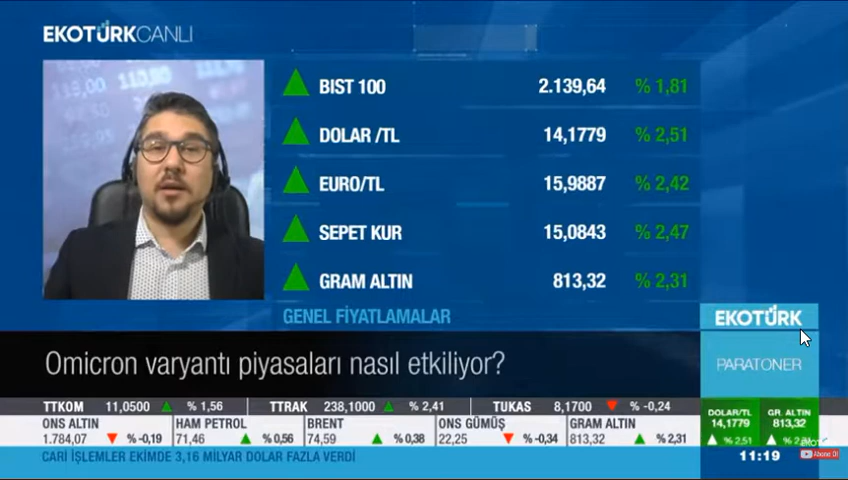 EKOTÜRK CANLI
BIST 100 2.139,64 % 1,81
DOLAR /TL 14,1779 % 2,51
EURO/TL 15,9887 % 2,42
SEPET KUR 15,0843 % 2,47
GRAM ALTIN 813,32 % 2,31
GENEL FİYATLAMALAR
EKOTÜRK
Omicron varyantı piyasaları nasıl etkiliyor?
PARATONER
TTKOM 11,0500 % 1,56 TTRAK 238,1000 % 2,41 TUKAS 8,1700 % -0,24
ONS ALTIN HAM PETROL BRENT ONS GÜMÜŞ GRAM ALTIN
1.784,07 % -0,19 71,46 % 0,56 74,59 % 0,38 22,25 % -0,34 813,32 % 2,31
DOLAR/TL GR. ALTIN
14,1779 813,32
% 2,51
CARİ İŞLEMLER EKİMDE 3,16 MİLYAR DOLAR FAZLA VERDİ
11:19
Abone Ol